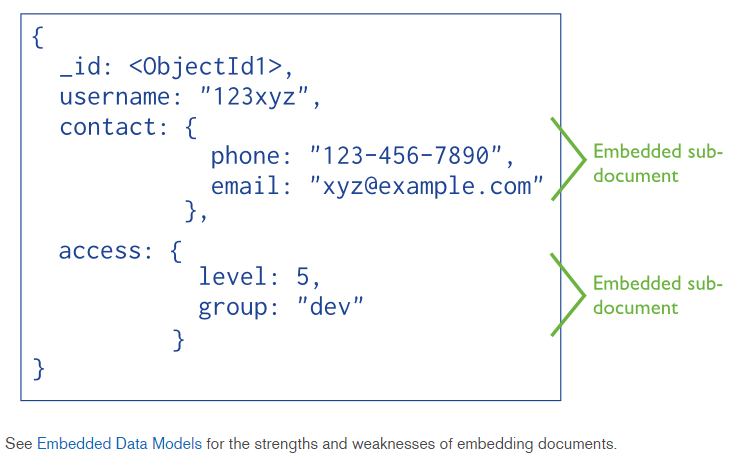 {
_id: <ObjectId1>,
username: "123xyz",
contact: {
phone: "123-456-7890",
email: "xyz@example.com"
},
Embedded sub-
document
access: {
level: 5,
group: "dev"
}
Embedded sub-
document
}
See Embedded Data Models for the strengths and weaknesses of embedding documents.